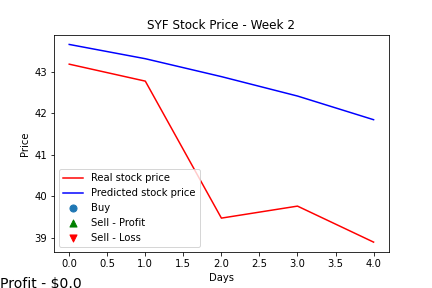 SYF Stock Price - Week 2
Price
43
42
41
40
39
Real stock price
Predicted stock price
Buy
Sell - Profit
Sell - Loss
0.0 0.5 1.0 1.5 2.0 2.5 3.0 3.5 4.0
Days
Profit - $0.0